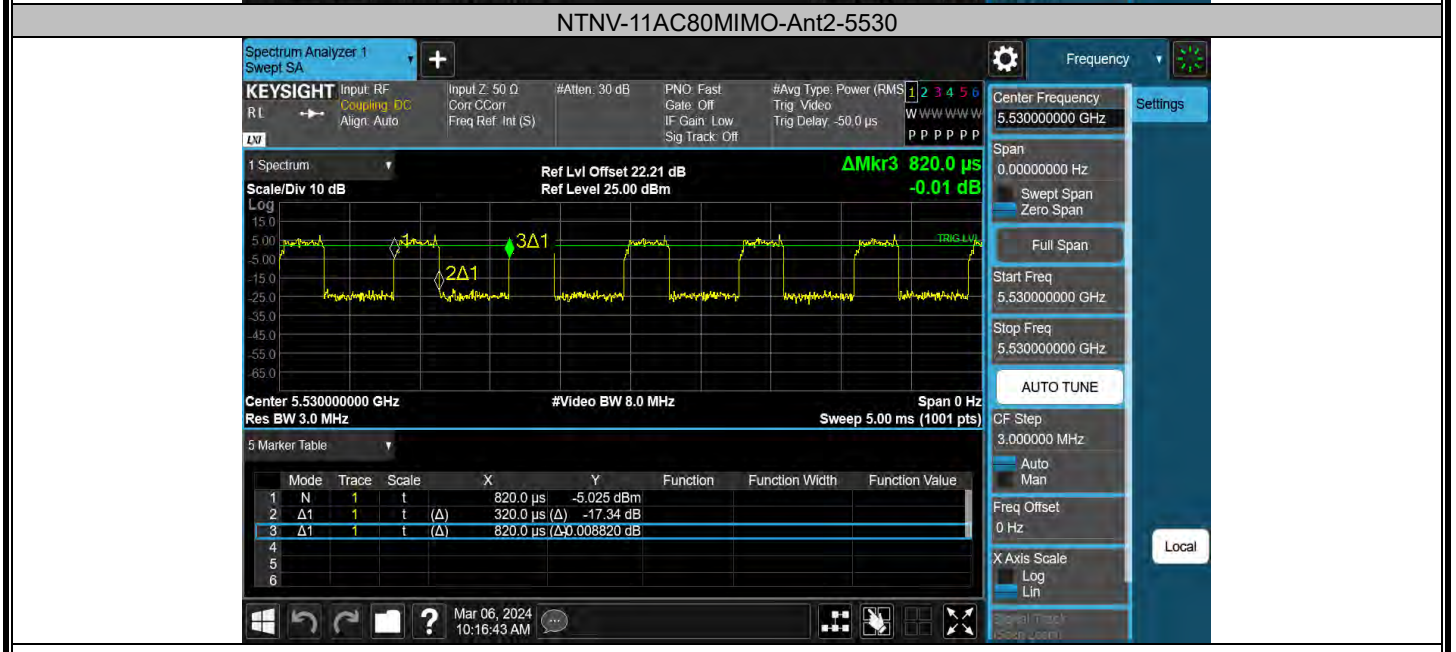 NTNV-11AC80MIMO-Ant2-5530
Spectrum Analyzer 1
Swept SA
+
Frequency
KEYSIGHT
RL
LXI
Input: RF
Coupling: DC
Align: Auto
Input Z: 50 Ω
Corr CCorr
Freq Ref: Int (S)
#Atten: 30 dB
PNO: Fast
Gate: Off
IF Gain: Low
Sig Track: Off
#Avg Type: Power (RMS
Trig: Video
Trig Delay: -50.0 µs
1 2 3 4 5 6
W W W W W W
P P P P P P
Center Frequency
5.530000000 GHz
Settings
Span
0.00000000 Hz
Swept Span
Zero Span
Full Span
Start Freq
5.530000000 GHz
Stop Freq
5.530000000 GHz
AUTO TUNE
CF Step
3.000000 MHz
Auto
Man
Freq Offset
0 Hz
X Axis Scale
Log
Lin
Local
1 Spectrum
Scale/Div 10 dB
Log
Ref Lvl Offset 22.21 dB
Ref Level 25.00 dBm
ΔMkr3 820.0 µs
-0.01 dB
15.0
5.00
-5.00
-15.0
-25.0
-35.0
-45.0
-55.0
-65.0
1
2Δ1
3Δ1
TRIG LVL
Center 5.530000000 GHz
#Video BW 8.0 MHz
Span 0 Hz
Res BW 3.0 MHz
Sweep 5.00 ms (1001 pts)
5 Marker Table
Mode Trace Scale X Y Function Function Width Function Value
1 N 1 t 820.0 µs -5.025 dBm
2 Δ1 1 t (Δ) 320.0 µs (Δ) -17.34 dB
3 Δ1 1 t (Δ) 820.0 µs (Δ) -0.008820 dB
4
5
6
?
Mar 06, 2024
10:16:43 AM